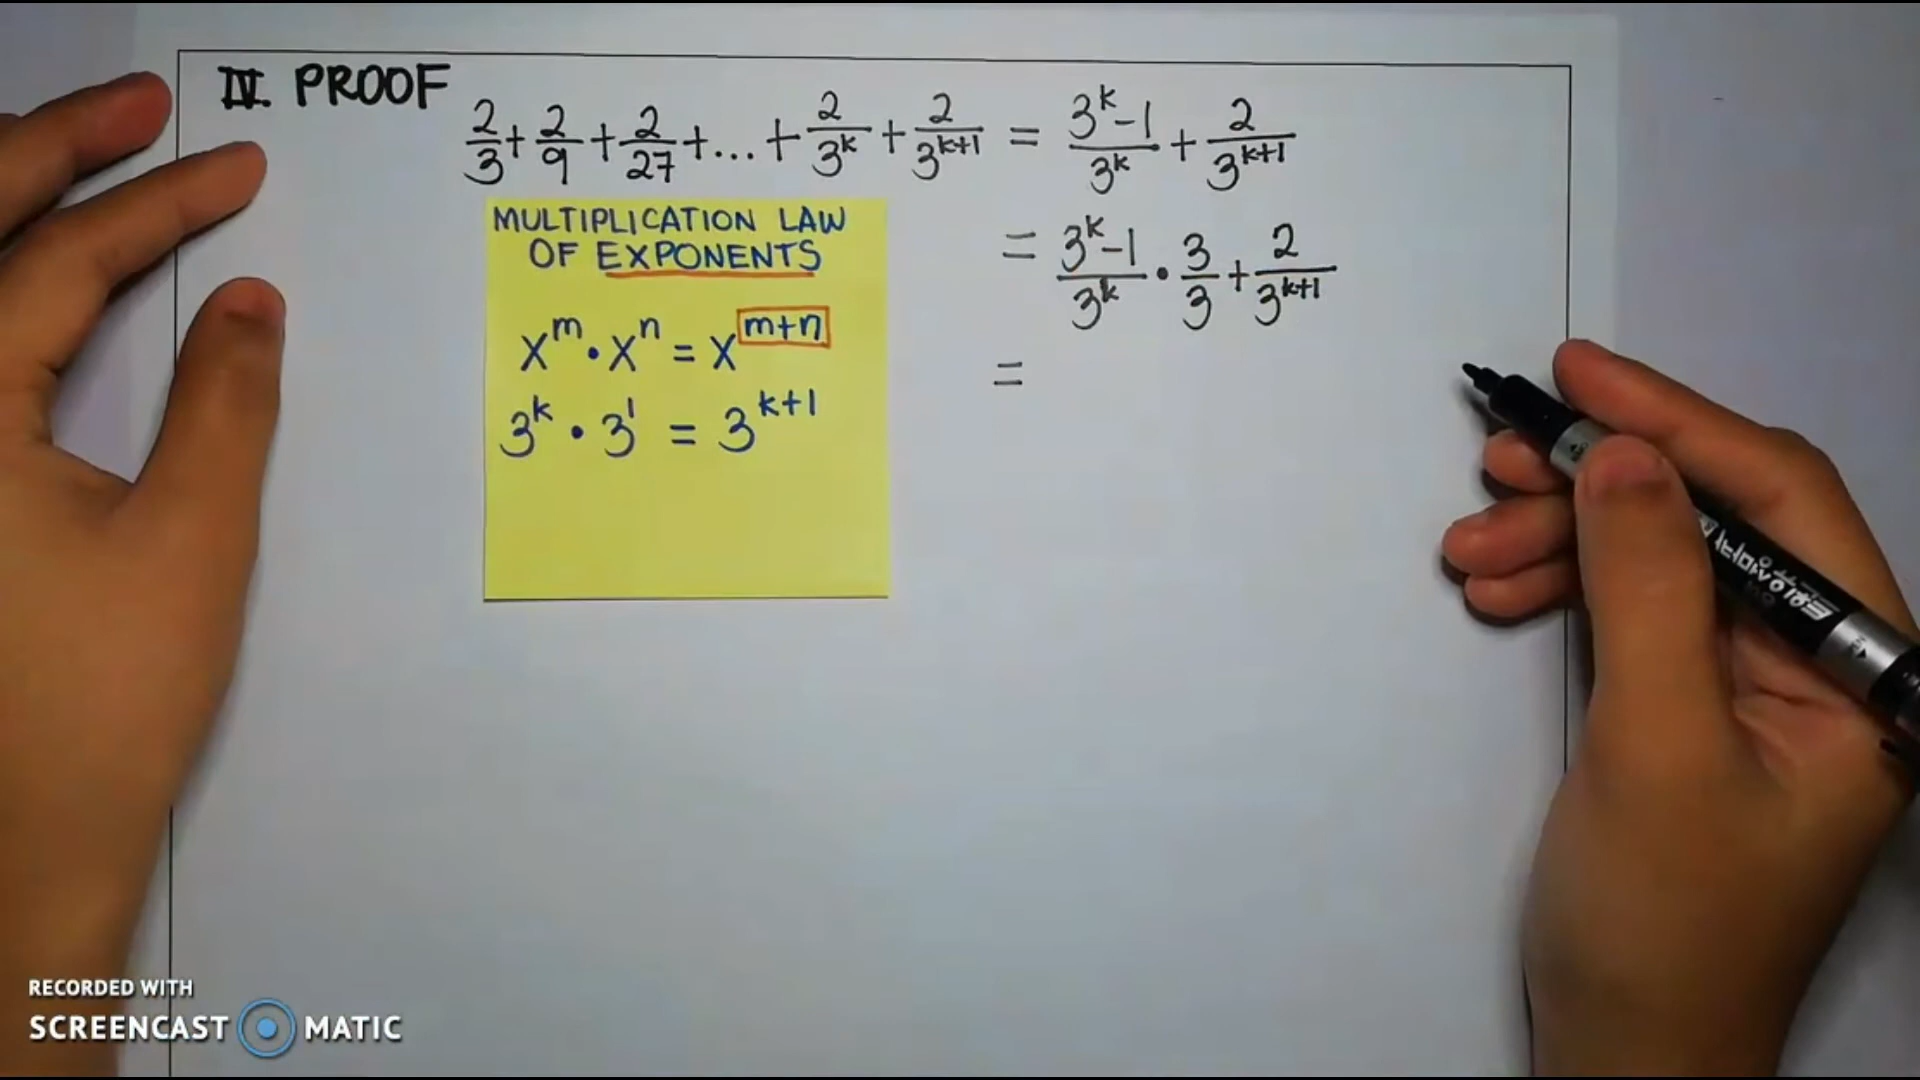 IV. PROOF
2/3 + 2/9 + 2/27 + ... + 2/3^k + 2/3^(k+1) = (3^k - 1)/3^k + 2/3^(k+1)
= (3^k - 1)/3^k · 3/3 + 2/3^(k+1)
=
MULTIPLICATION LAW
OF EXPONENTS
x^m · x^n = x^(m+n)
3^k · 3^1 = 3^(k+1)
RECORDED WITH
SCREENCAST MATIC